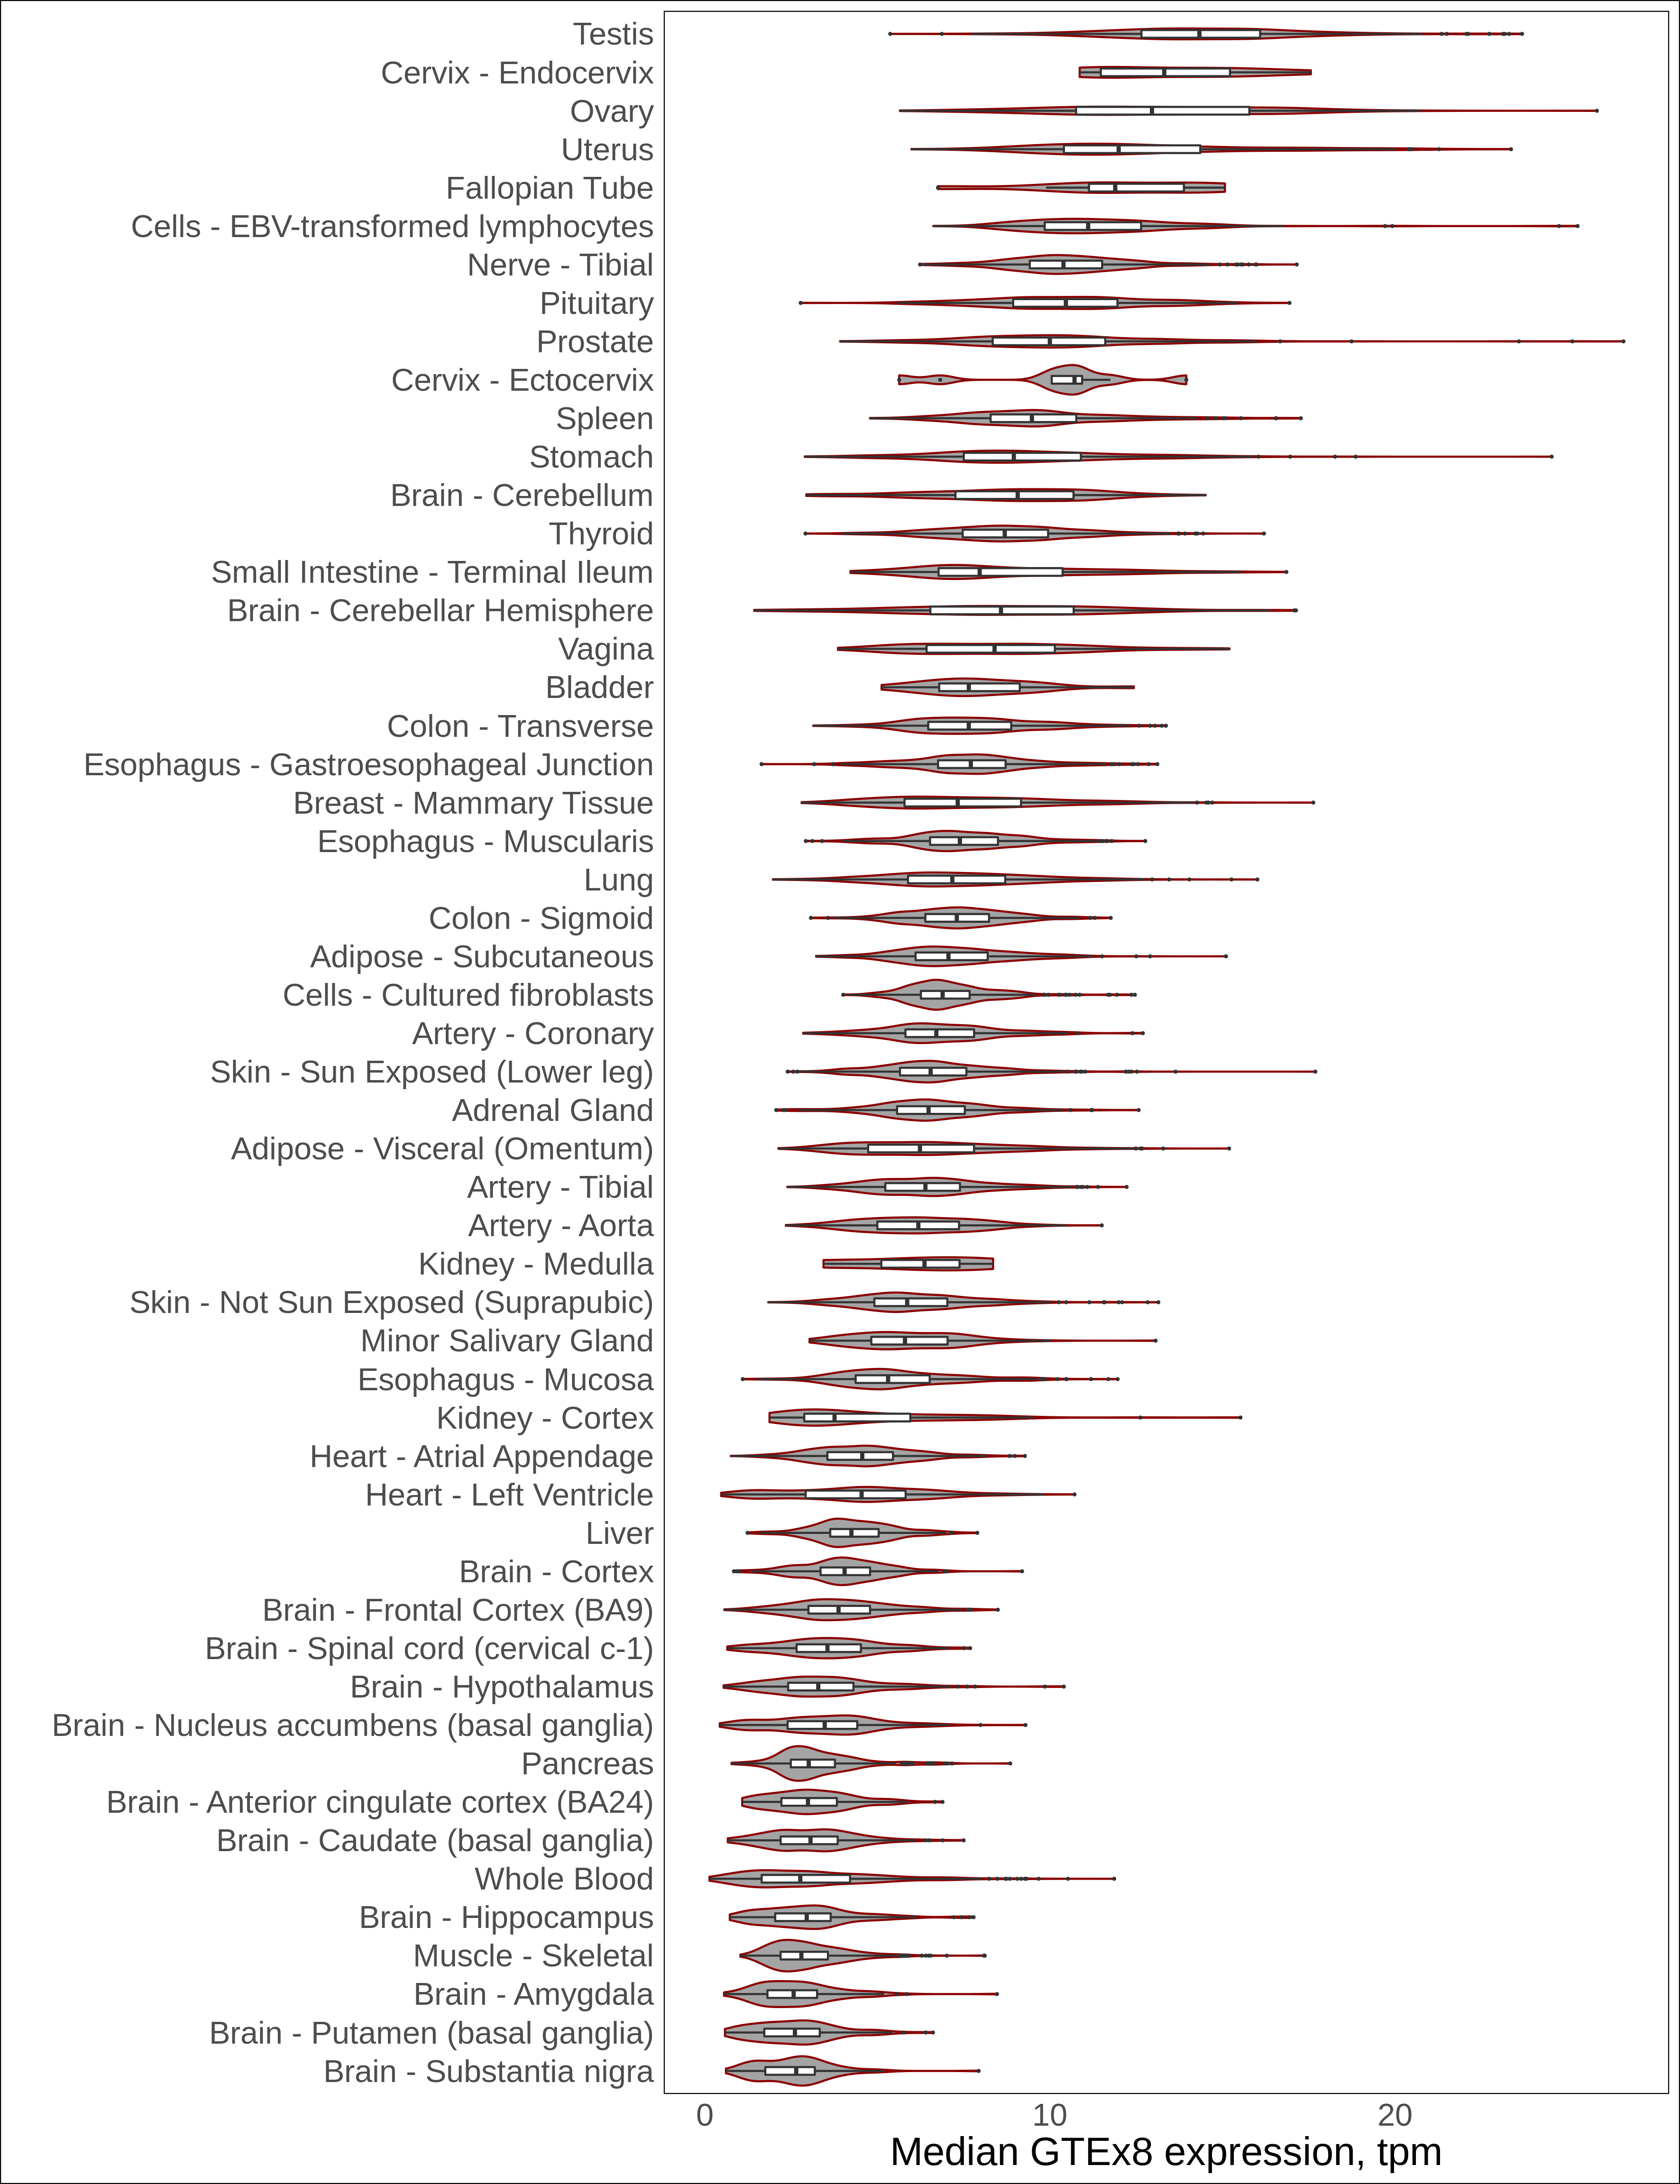 Testis
Cervix - Endocervix
Ovary
Uterus
Fallopian Tube
Cells - EBV-transformed lymphocytes
Nerve - Tibial
Pituitary
Prostate
Cervix - Ectocervix
Spleen
Stomach
Brain - Cerebellum
Thyroid
Small Intestine - Terminal Ileum
Brain - Cerebellar Hemisphere
Vagina
Bladder
Colon - Transverse
Esophagus - Gastroesophageal Junction
Breast - Mammary Tissue
Esophagus - Muscularis
Lung
Colon - Sigmoid
Adipose - Subcutaneous
Cells - Cultured fibroblasts
Artery - Coronary
Skin - Sun Exposed (Lower leg)
Adrenal Gland
Adipose - Visceral (Omentum)
Artery - Tibial
Artery - Aorta
Kidney - Medulla
Skin - Not Sun Exposed (Suprapubic)
Minor Salivary Gland
Esophagus - Mucosa
Kidney - Cortex
Heart - Atrial Appendage
Heart - Left Ventricle
Liver
Brain - Cortex
Brain - Frontal Cortex (BA9)
Brain - Spinal cord (cervical c-1)
Brain - Hypothalamus
Brain - Nucleus accumbens (basal ganglia)
Pancreas
Brain - Anterior cingulate cortex (BA24)
Brain - Caudate (basal ganglia)
Whole Blood
Brain - Hippocampus
Muscle - Skeletal
Brain - Amygdala
Brain - Putamen (basal ganglia)
Brain - Substantia nigra
0 10 20
Median GTEx8 expression, tpm